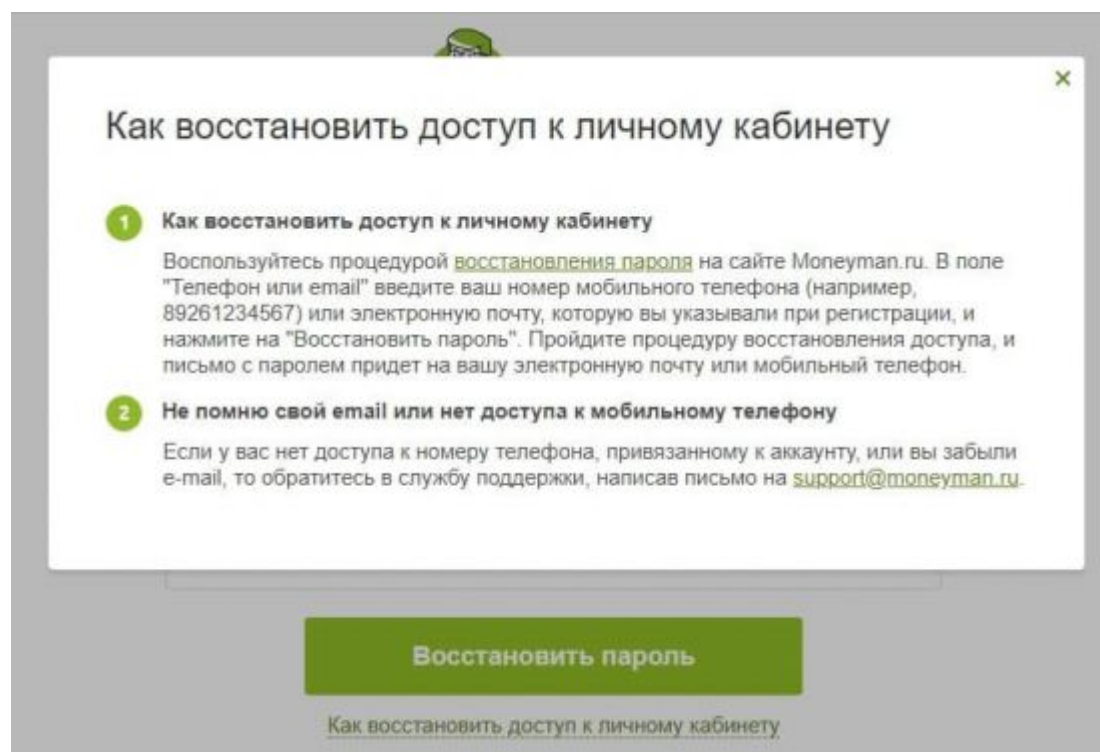 Как восстановить доступ к личному кабинету
1
Как восстановить доступ к личному кабинету
Воспользуйтесь процедурой восстановления пароля на сайте Moneyman.ru. В поле
"Телефон или email" введите ваш номер мобильного телефона (например,
89261234567) или электронную почту, которую вы указывали при регистрации, и
нажмите на "Восстановить пароль". Пройдите процедуру восстановления доступа, и
письмо с паролем придет на вашу электронную почту или мобильный телефон.
2
Не помню свой email или нет доступа к мобильному телефону
Если у вас нет доступа к номеру телефона, привязанному к аккаунту, или вы забыли
e-mail, то обратитесь в службу поддержки, написав письмо на support@moneyman.ru.
Восстановить пароль
Как восстановить доступ к личному кабинету